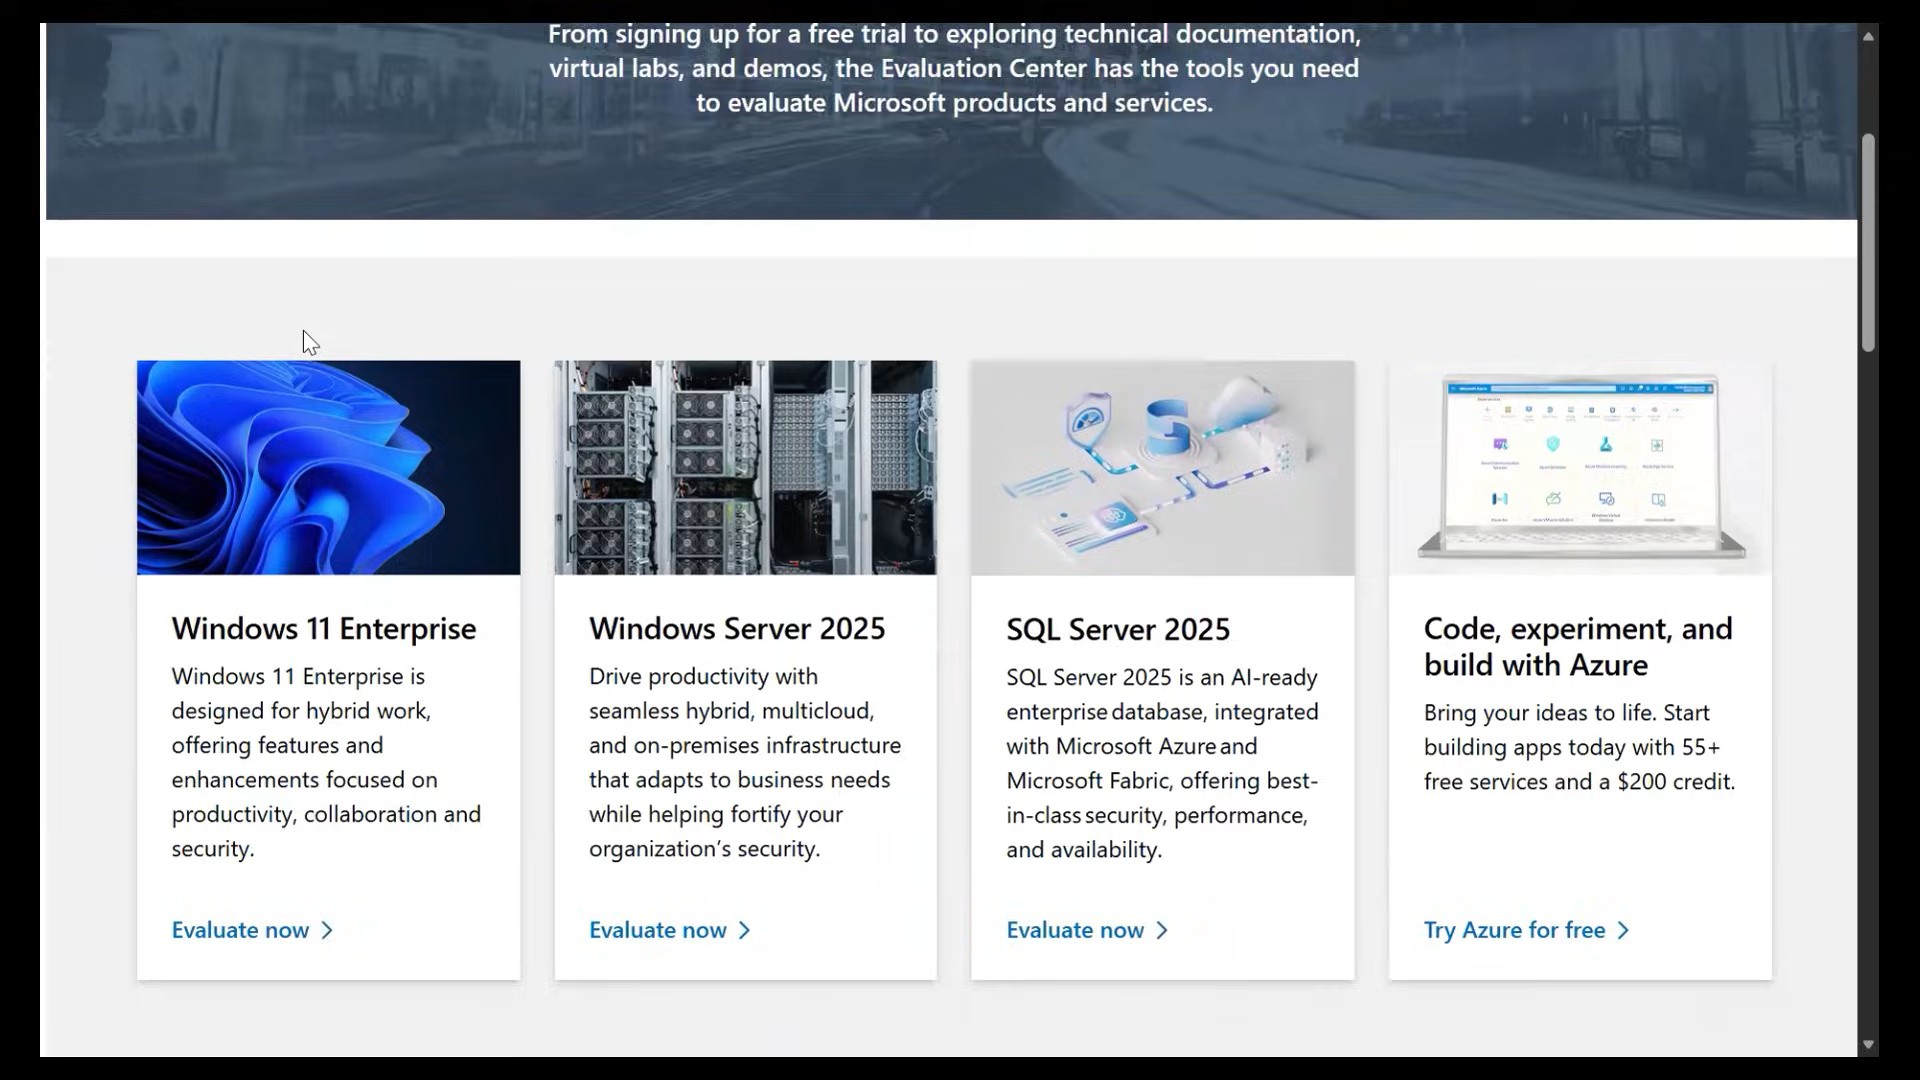 From signing up for a free trial to exploring technical documentation,
virtual labs, and demos, the Evaluation Center has the tools you need
to evaluate Microsoft products and services.
Windows 11 Enterprise
Windows 11 Enterprise is
designed for hybrid work,
offering features and
enhancements focused on
productivity, collaboration and
security.
Evaluate now
Windows Server 2025
Drive productivity with
seamless hybrid, multicloud,
and on-premises infrastructure
that adapts to business needs
while helping fortify your
organization’s security.
Evaluate now
SQL Server 2025
SQL Server 2025 is an AI-ready
enterprise database, integrated
with Microsoft Azure and
Microsoft Fabric, offering best-
in-class security, performance,
and availability.
Evaluate now
Code, experiment, and
build with Azure
Bring your ideas to life. Start
building apps today with 55+
free services and a $200 credit.
Try Azure for free